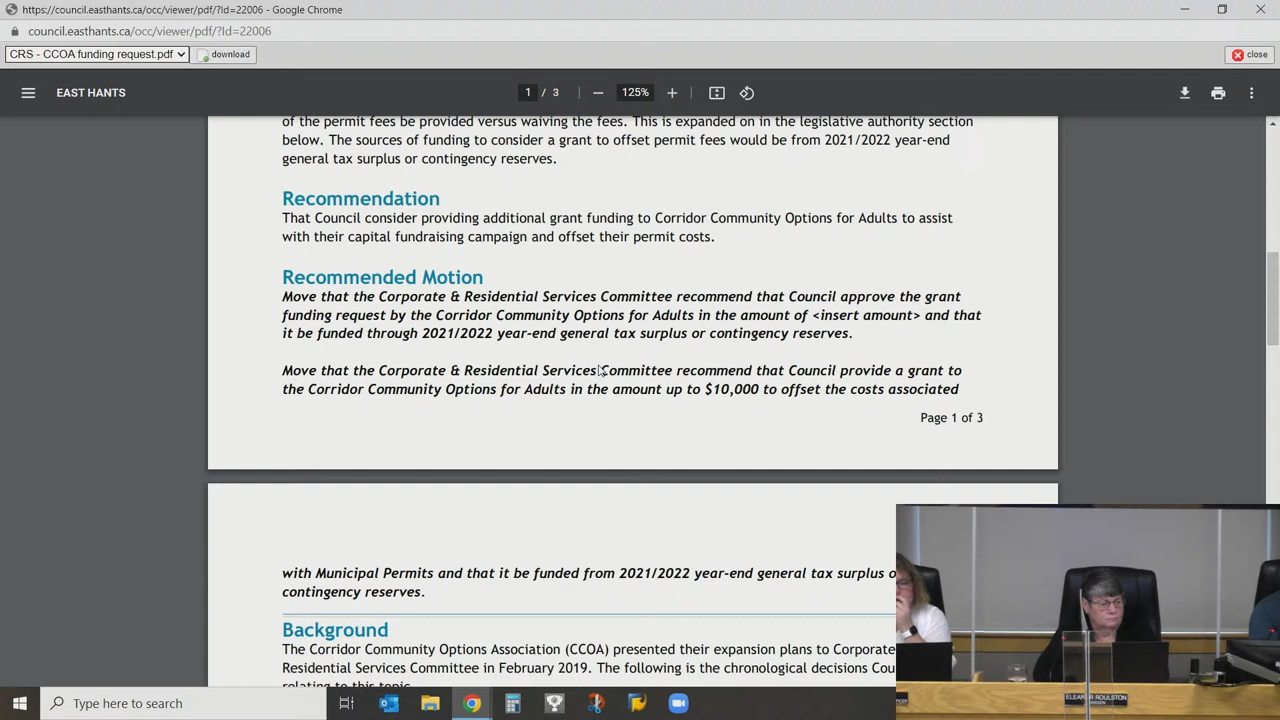 https://council.easthants.ca/occ/viewer/pdf/?Id=22006 - Google Chrome
council.easthants.ca/occ/viewer/pdf/?Id=22006
CRS - CCOA funding request.pdf
download
close
EAST HANTS
1 / 3
125%
of the permit fees be provided versus waiving the fees. This is expanded on in the legislative authority section
below. The sources of funding to consider a grant to offset permit fees would be from 2021/2022 year-end
general tax surplus or contingency reserves.
Recommendation
That Council consider providing additional grant funding to Corridor Community Options for Adults to assist
with their capital fundraising campaign and offset their permit costs.
Recommended Motion
Move that the Corporate & Residential Services Committee recommend that Council approve the grant
funding request by the Corridor Community Options for Adults in the amount of <insert amount> and that
it be funded through 2021/2022 year-end general tax surplus or contingency reserves.
Move that the Corporate & Residential Services Committee recommend that Council provide a grant to
the Corridor Community Options for Adults in the amount up to $10,000 to offset the costs associated
Page 1 of 3
with Municipal Permits and that it be funded from 2021/2022 year-end general tax surplus o
contingency reserves.
Background
The Corridor Community Options Association (CCOA) presented their expansion plans to Corporate
Residential Services Committee in February 2019. The following is the chronological decisions Cou
relating to this topic
ELEANOR ROULSTON
WARDEN
Type here to search